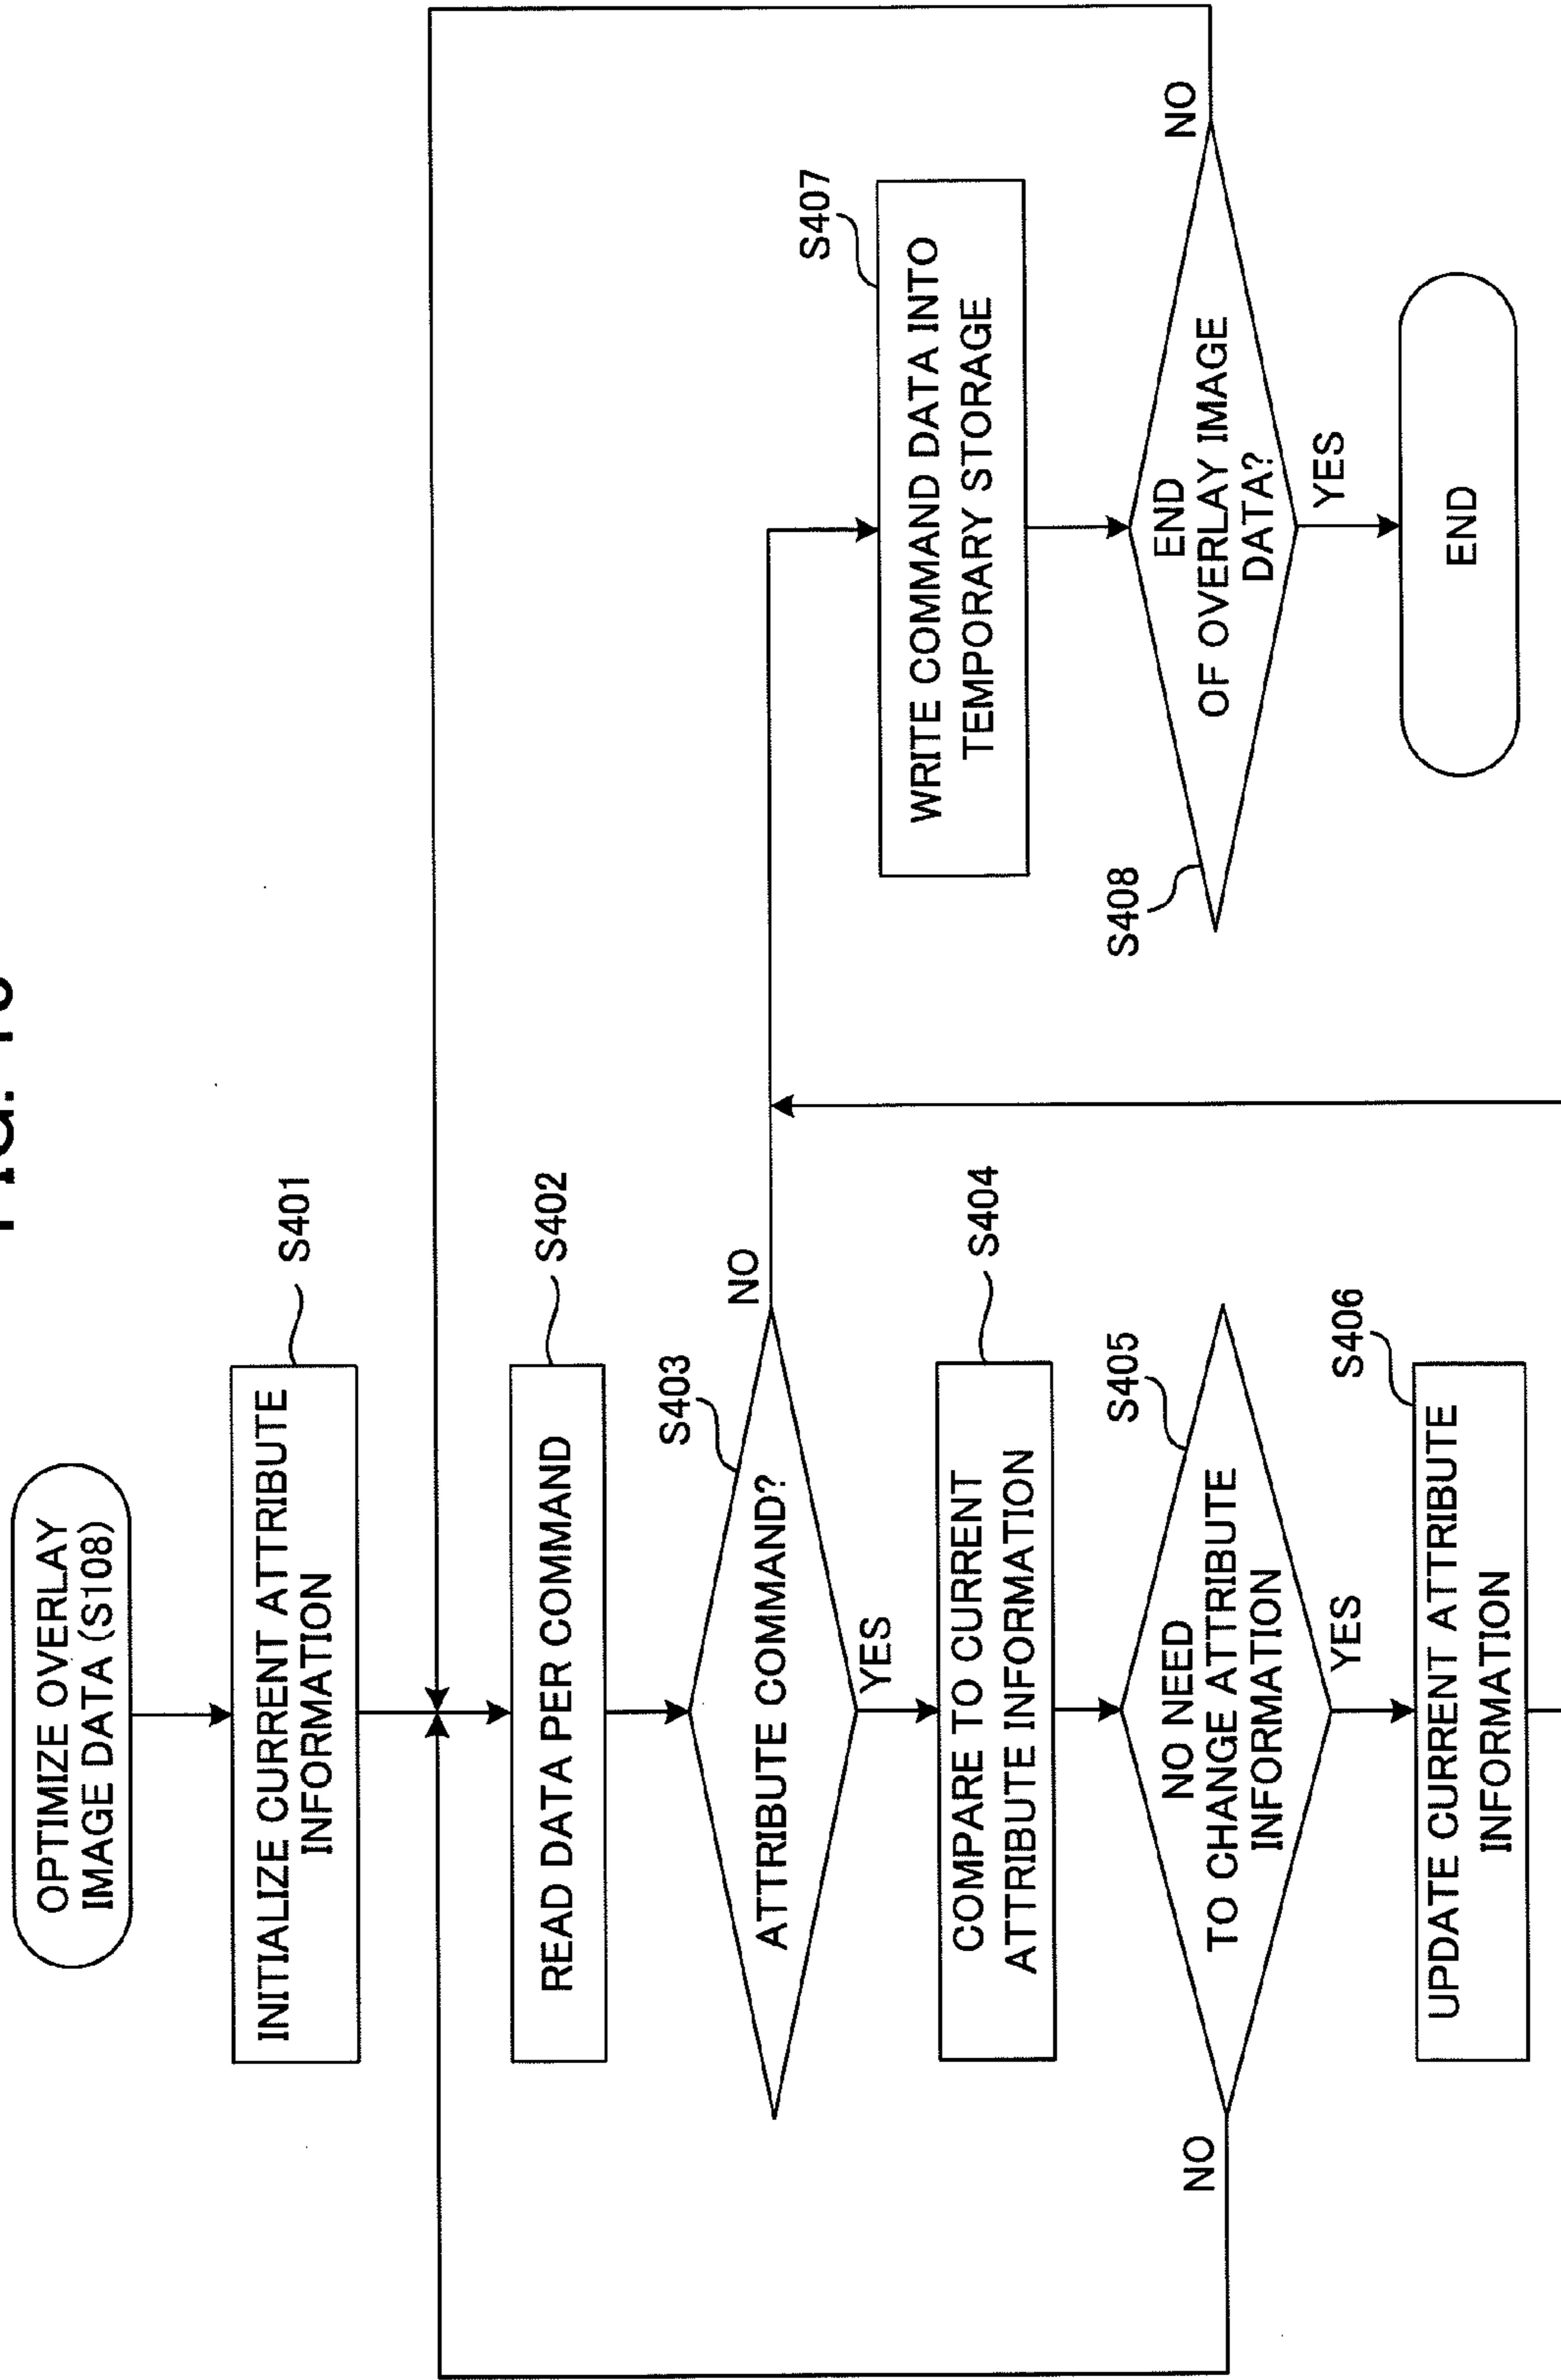 OPTIMIZE OVERLAY
IMAGE DATA (S108)
S401
INITIALIZE CURRENT ATTRIBUTE
INFORMATION
S402
READ DATA PER COMMAND
S403
ATTRIBUTE COMMAND?
NO
YES
S404
COMPARE TO CURRENT
ATTRIBUTE INFORMATION
S405
NO NEED
TO CHANGE ATTRIBUTE
INFORMATION
NO
YES
S406
UPDATE CURRENT ATTRIBUTE
INFORMATION
S407
WRITE COMMAND DATA INTO
TEMPORARY STORAGE
S408
END
OF OVERLAY IMAGE
DATA?
NO
YES
END